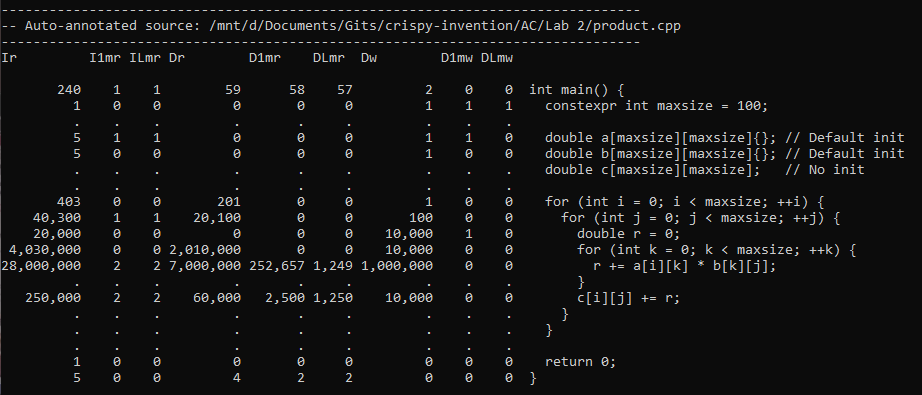 --------------------------------------------------------------------------------
-- Auto-annotated source: /mnt/d/Documents/Gits/crispy-invention/AC/Lab 2/product.cpp
--------------------------------------------------------------------------------
Ir I1mr ILmr Dr D1mr DLmr Dw D1mw DLmw
240 1 1 59 58 57 2 0 0 int main() {
1 0 0 0 0 0 1 1 1 constexpr int maxsize = 100;
. . . . . . . . .
5 1 1 0 0 0 1 1 0 double a[maxsize][maxsize]{}; // Default init
5 0 0 0 0 0 1 0 0 double b[maxsize][maxsize]{}; // Default init
. . . . . . . . . double c[maxsize][maxsize]; // No init
. . . . . . . . .
403 0 0 201 0 0 1 0 0 for (int i = 0; i < maxsize; ++i) {
40,300 1 1 20,100 0 0 100 0 0 for (int j = 0; j < maxsize; ++j) {
20,000 0 0 0 0 0 10,000 1 0 double r = 0;
4,030,000 0 0 2,010,000 0 0 10,000 0 0 for (int k = 0; k < maxsize; ++k) {
28,000,000 2 2 7,000,000 252,657 1,249 1,000,000 0 0 r += a[i][k] * b[k][j];
. . . . . . . . . }
250,000 2 2 60,000 2,500 1,250 10,000 0 0 c[i][j] += r;
. . . . . . . . . }
. . . . . . . . . }
. . . . . . . . .
1 0 0 0 0 0 0 0 0 return 0;
5 0 0 4 2 2 0 0 0 }